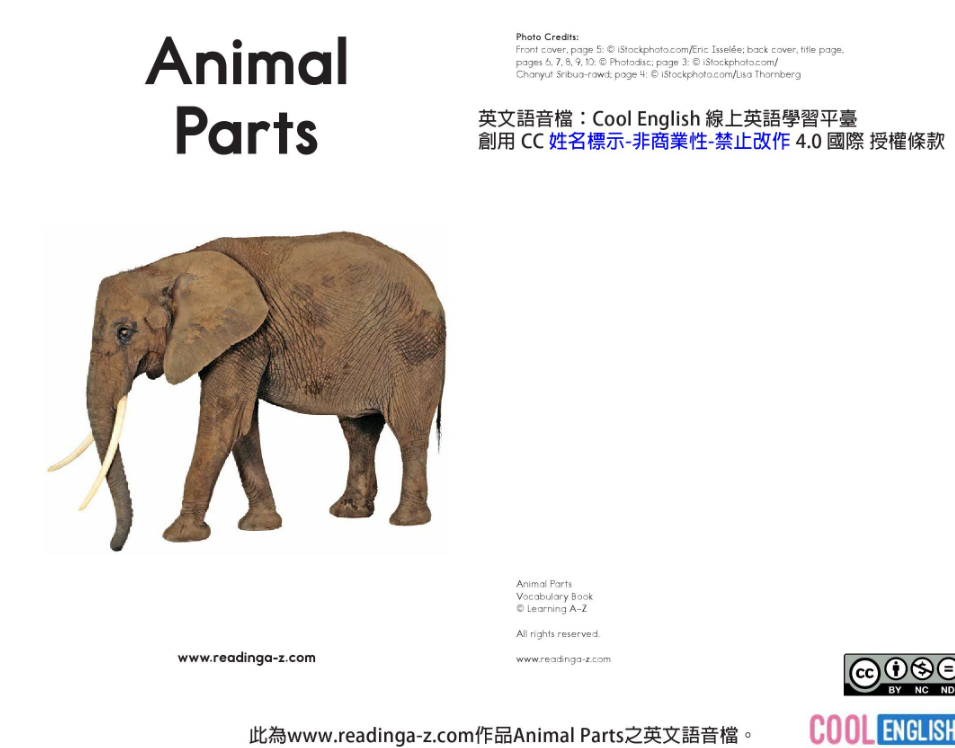 Animal
Parts
www.readinga-z.com
Photo Credits:
Front cover, page 5: © iStockphoto.com/Eric Isselée; back cover, title page,
pages 6, 7, 8, 9, 10: © Photodisc; page 3: © iStockphoto.com/
Chanyut Sribua-rawd; page 4: © iStockphoto.com/Lisa Thornberg
英文語音檔：Cool English 線上英語學習平臺
創用 CC 姓名標示-非商業性-禁止改作 4.0 國際 授權條款
Animal Parts
Vocabulary Book
© Learning A–Z
All rights reserved.
www.readinga-z.com
cc
BY NC ND
此為www.readinga-z.com作品Animal Parts之英文語音檔。
COOL ENGLISH